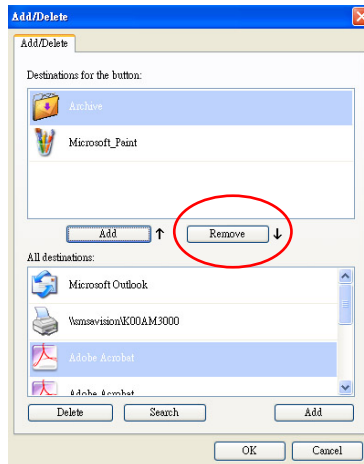 Add/Delete
Add/Delete
Destinations for the button:
Archive
Microsoft_Paint
Add ↑ Remove ↓
All destinations:
Microsoft Outlook
\\smsavision\K00AM3000
Adobe Acrobat
Adobe Acrobat
Delete Search Add
OK Cancel